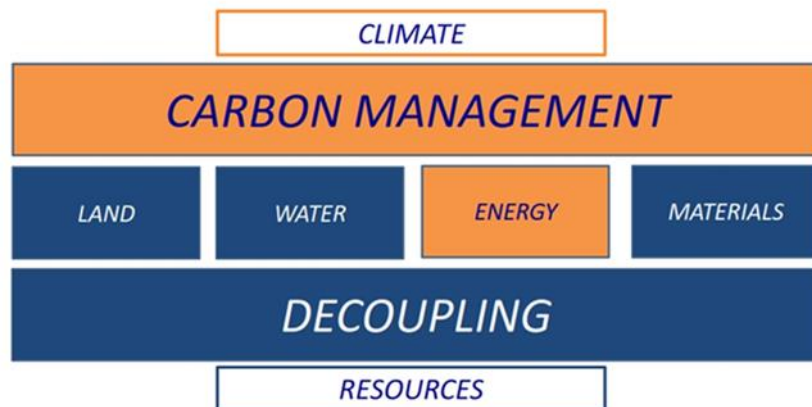 CLIMATE
CARBON MANAGEMENT
LAND WATER ENERGY MATERIALS
DECOUPLING
RESOURCES